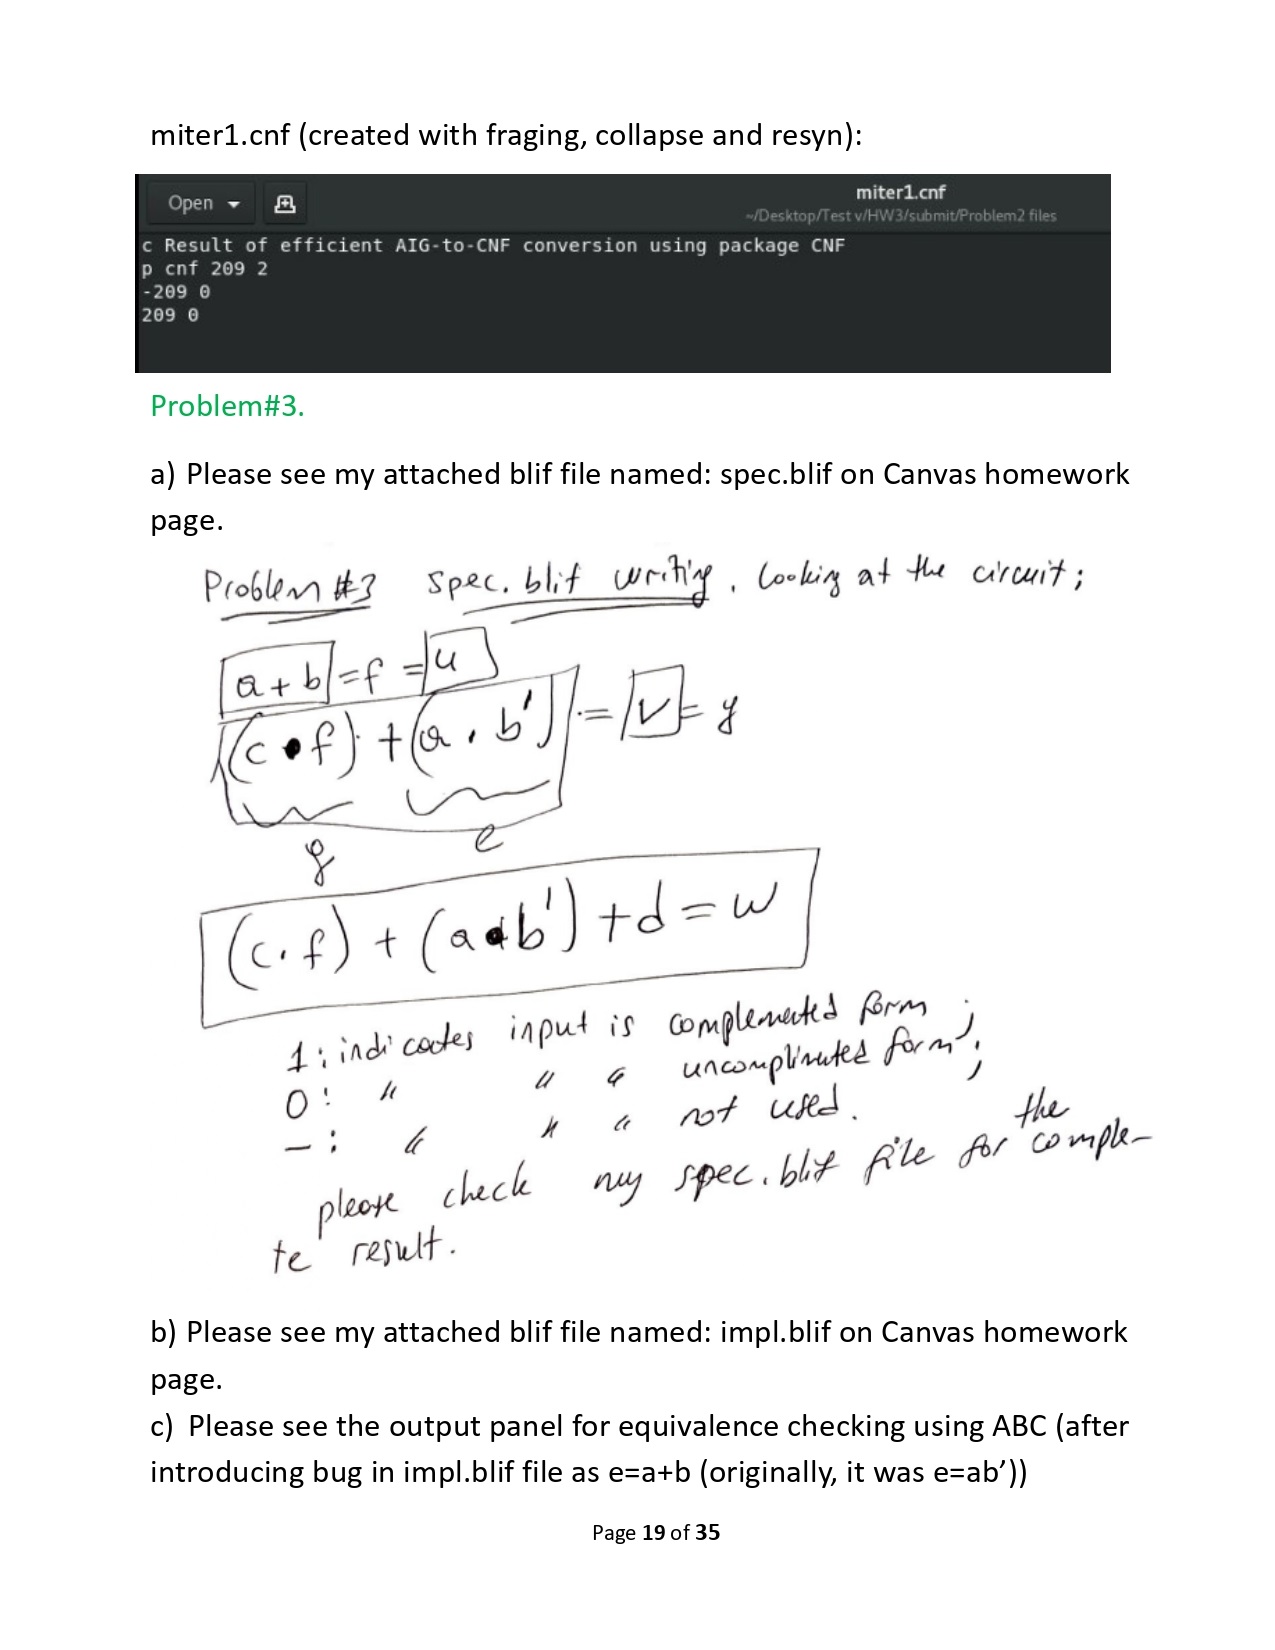 miter1.cnf (created with fraging, collapse and resyn):
Open
miter1.cnf
~/Desktop/Test v/HW3/submit/Problem2 files
c Result of efficient AIG-to-CNF conversion using package CNF
p cnf 209 2
-209 0
209 0
Problem#3.
a) Please see my attached blif file named: spec.blif on Canvas homework
page.
Problem #3 spec.blif writing. Looking at the circuit;
a + b = f = u
(c • f) + (a . b') = v = y
g e
(c . f) + (a • b') + d = w
1 : indicates input is complemented form ;
0 : " " " uncomplinuted form ;
— : " " " not used.
please check my spec.blif file for the comple-
te result.
b) Please see my attached blif file named: impl.blif on Canvas homework
page.
c) Please see the output panel for equivalence checking using ABC (after
introducing bug in impl.blif file as e=a+b (originally, it was e=ab’))
Page 19 of 35